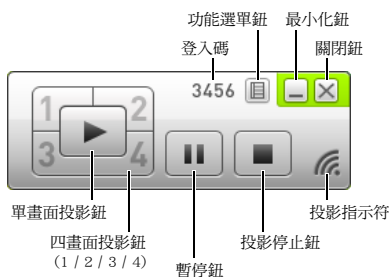 功能選單鈕 最小化鈕
登入碼 關閉鈕
3456
1 2
3 4
單畫面投影鈕 投影指示符
四畫面投影鈕 投影停止鈕
(1 / 2 / 3 / 4)
暫停鈕